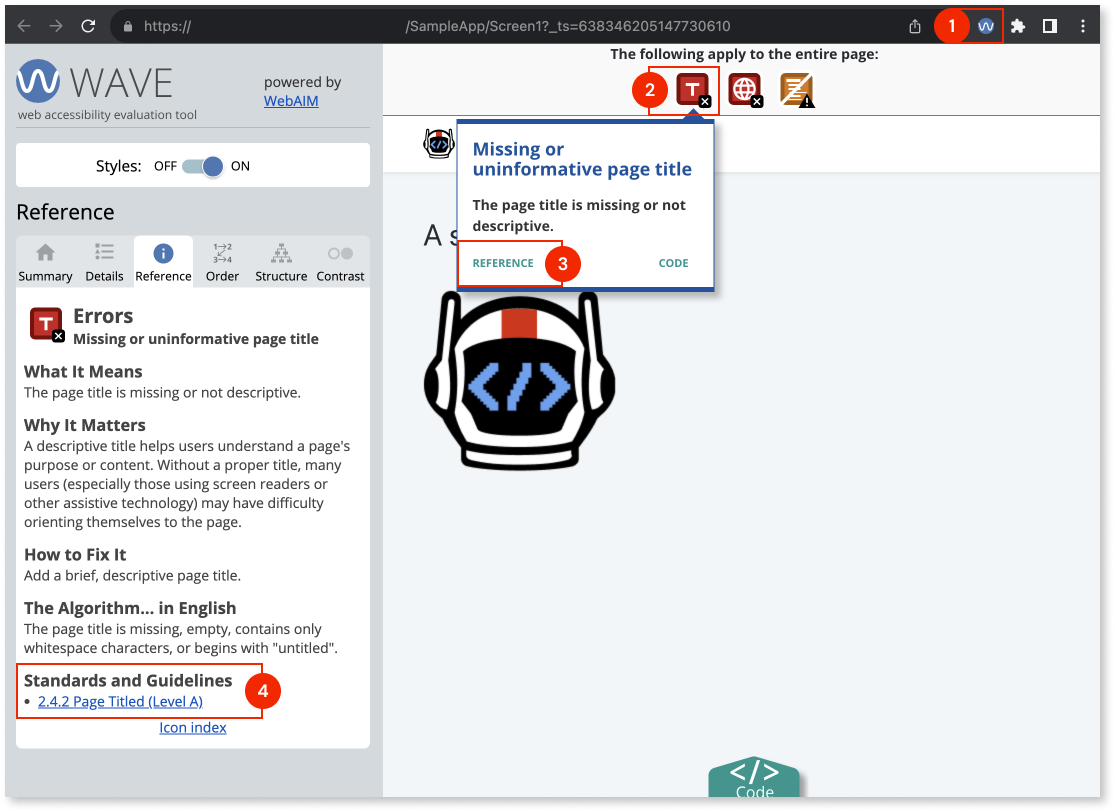 https://
/SampleApp/Screen1?_ts=638346205147730610
1
WAVE
web accessibility evaluation tool
powered by
WebAIM
Styles: OFF ON
Reference
Summary Details Reference Order Structure Contrast
1→2
3→4
T
Errors
Missing or uninformative page title
What It Means
The page title is missing or not descriptive.
Why It Matters
A descriptive title helps users understand a page's
purpose or content. Without a proper title, many
users (especially those using screen readers or
other assistive technology) may have difficulty
orienting themselves to the page.
How to Fix It
Add a brief, descriptive page title.
The Algorithm... in English
The page title is missing, empty, contains only
whitespace characters, or begins with "untitled".
Standards and Guidelines
• 2.4.2 Page Titled (Level A)
4
Icon index
The following apply to the entire page:
2
T
</>
Missing or
uninformative page title
The page title is missing or not
descriptive.
REFERENCE
3
CODE
A s
</>
</>
Code